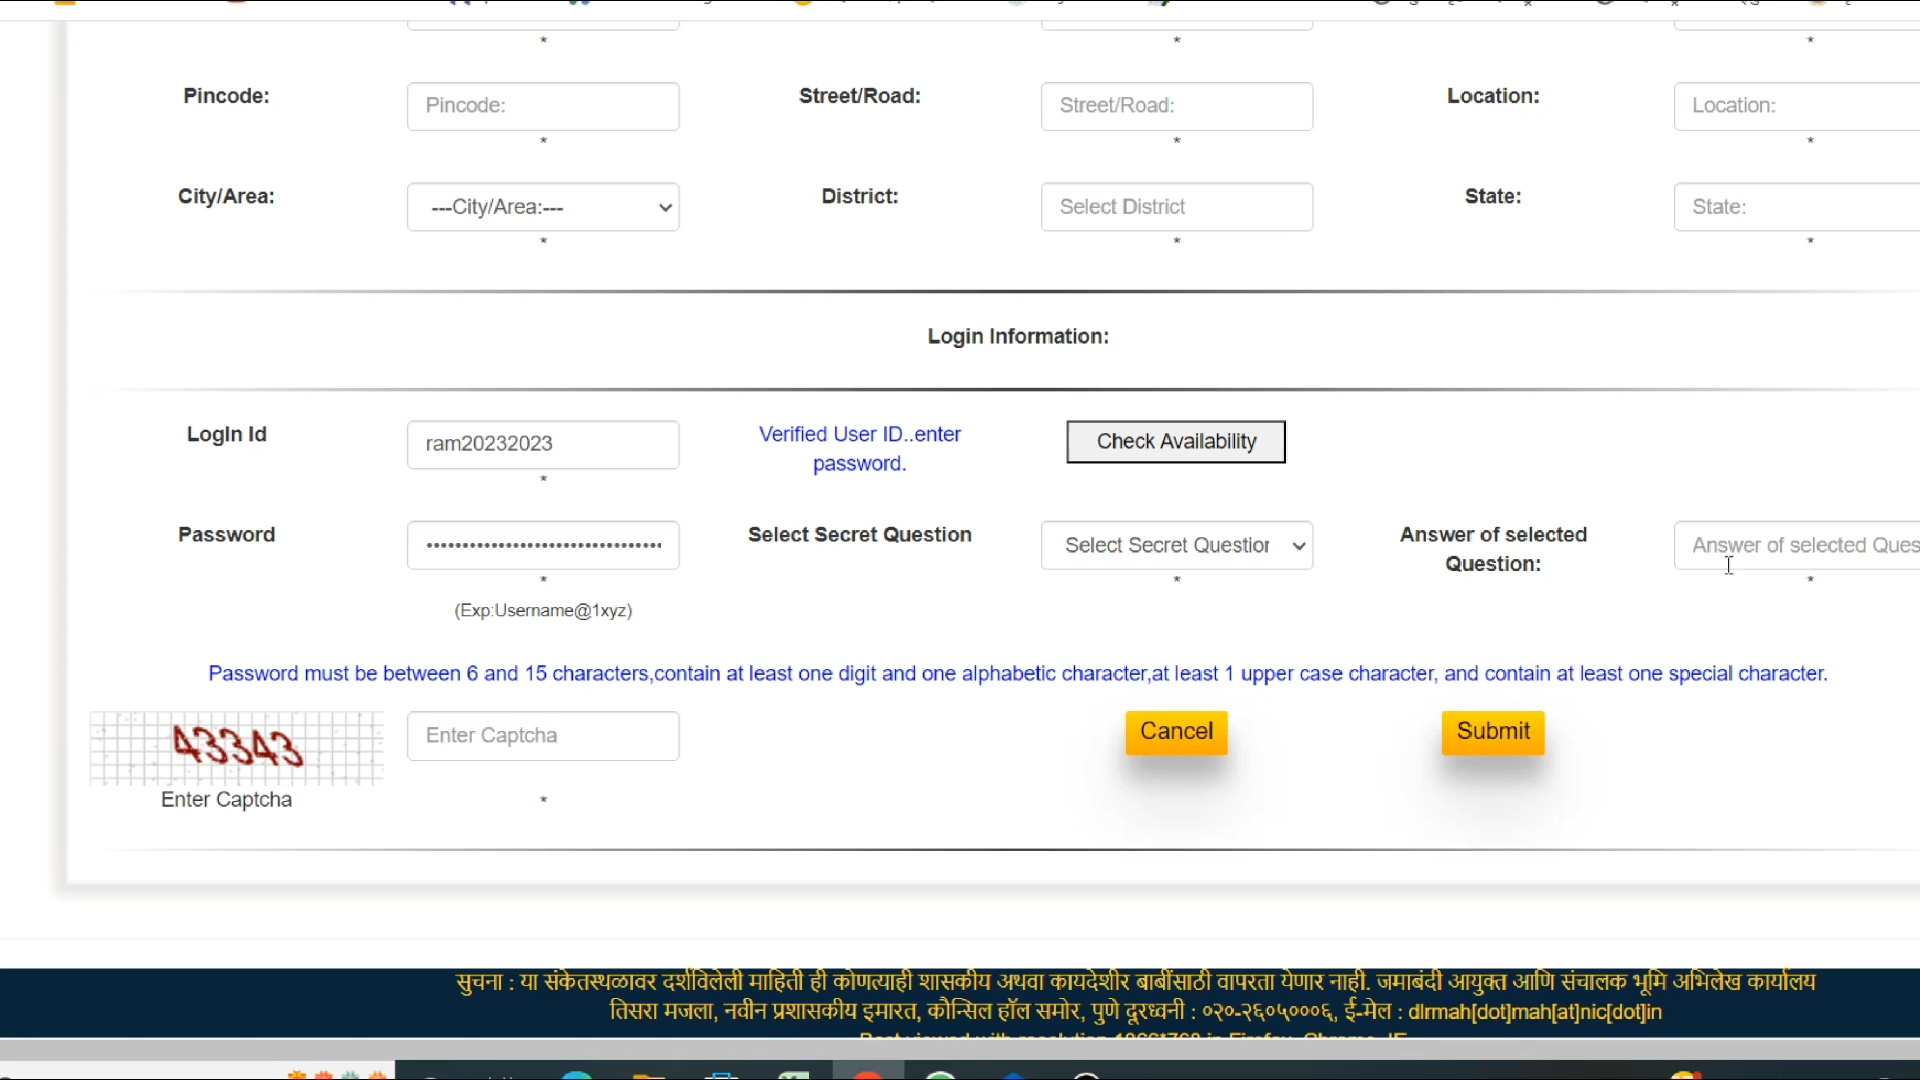 * * *
Pincode: Pincode: Street/Road: Street/Road: Location: Location:
* * *
City/Area: ---City/Area:--- District: Select District State: State:
* * *
Login Information:
LogIn Id ram20232023 Verified User ID..enter Check Availability
password.
*
Password ································· Select Secret Question Select Secret Question Answer of selected Answer of selected Ques
Question:
* * *
(Exp:Username@1xyz)
Password must be between 6 and 15 characters,contain at least one digit and one alphabetic character,at least 1 upper case character, and contain at least one special character.
43343 Enter Captcha Cancel Submit
Enter Captcha *
सुचना : या संकेतस्थळावर दर्शविलेली माहिती ही कोणत्याही शासकीय अथवा कायदेशीर बाबींसाठी वापरता येणार नाही. जमाबंदी आयुक्त आणि संचालक भूमि अभिलेख कार्यालय
तिसरा मजला, नवीन प्रशासकीय इमारत, कौन्सिल हॉल समोर, पुणे दूरध्वनी : ०२०-२६०५०००६, ई-मेल : dlrmah[dot]mah[at]nic[dot]in